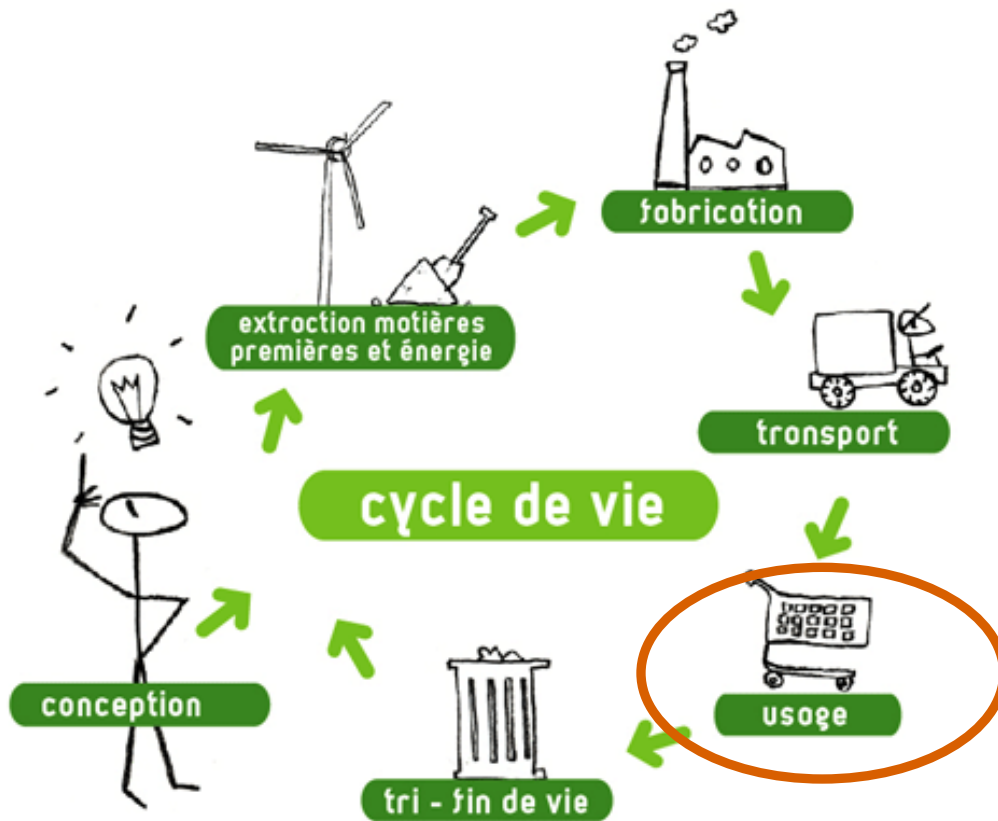 fabrication
extraction matières
premières et énergie
transport
cycle de vie
usage
conception
tri - fin de vie